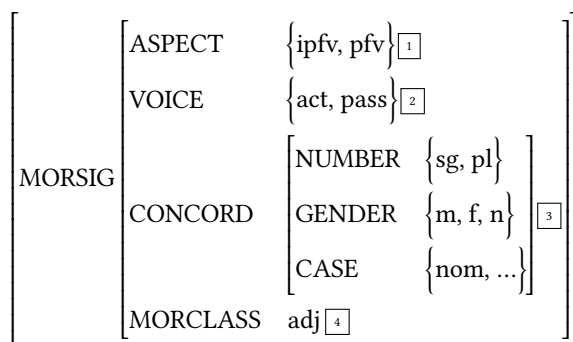 ASPECT {ipfv, pfv} 1
VOICE {act, pass} 2
NUMBER {sg, pl}
MORSIG CONCORD GENDER {m, f, n} 3
CASE {nom, …}
MORCLASS adj 4